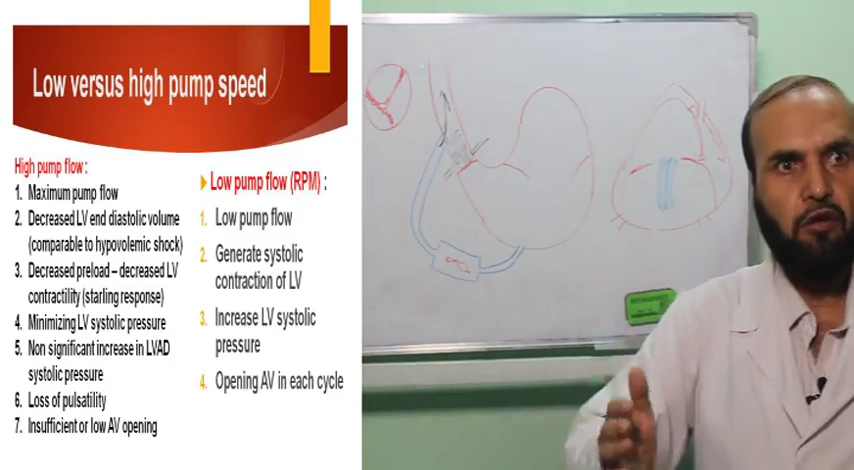 Low versus high pump speed
High pump flow :
1. Maximum pump flow
2. Decreased LV end diastolic volume
(comparable to hypovolemic shock)
3. Decreased preload – decreased LV
contractility (starling response)
4. Minimizing LV systolic pressure
5. Non significant increase in LVAD
systolic pressure
6. Loss of pulsatility
7. Insufficient or low AV opening
Low pump flow (RPM) :
1. Low pump flow
2. Generate systolic
contraction of LV
3. Increase LV systolic
pressure
4. Opening AV in each cycle